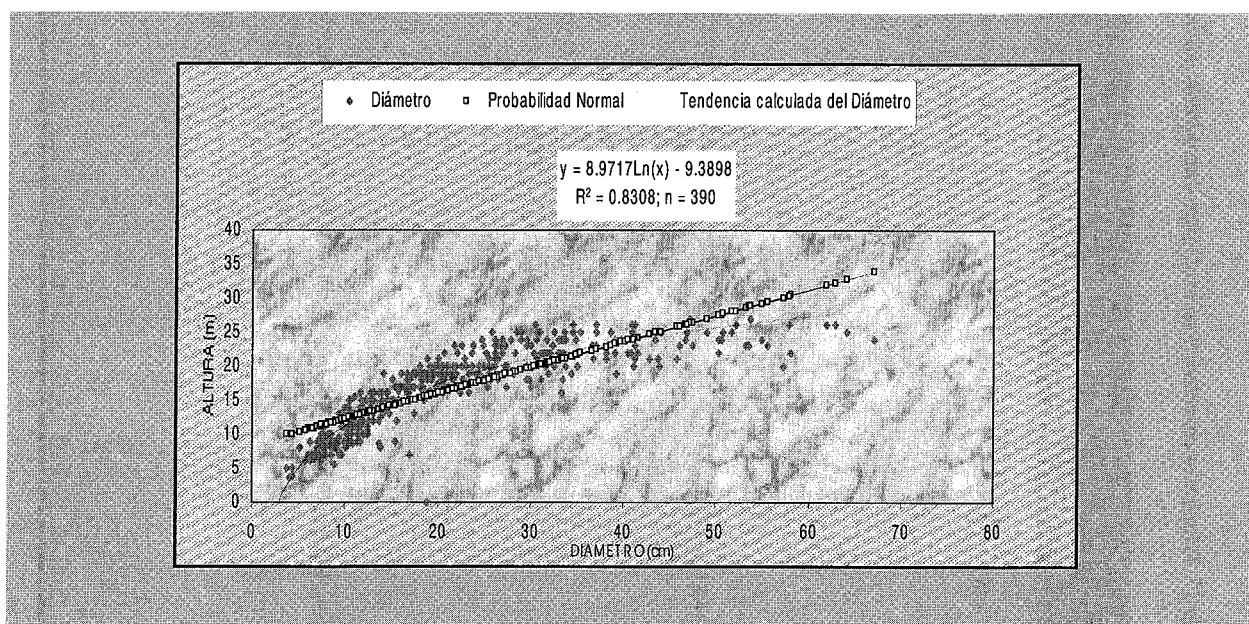 Diámetro Probabilidad Normal Tendencia calculada del Diámetro
y = 8.9717Ln(x) - 9.3898
R² = 0.8308; n = 390
40
35
30
25
20
15
10
5
0
ALTURA (m)
0 10 20 30 40 50 60 70 80
DIAMETRO (cm)